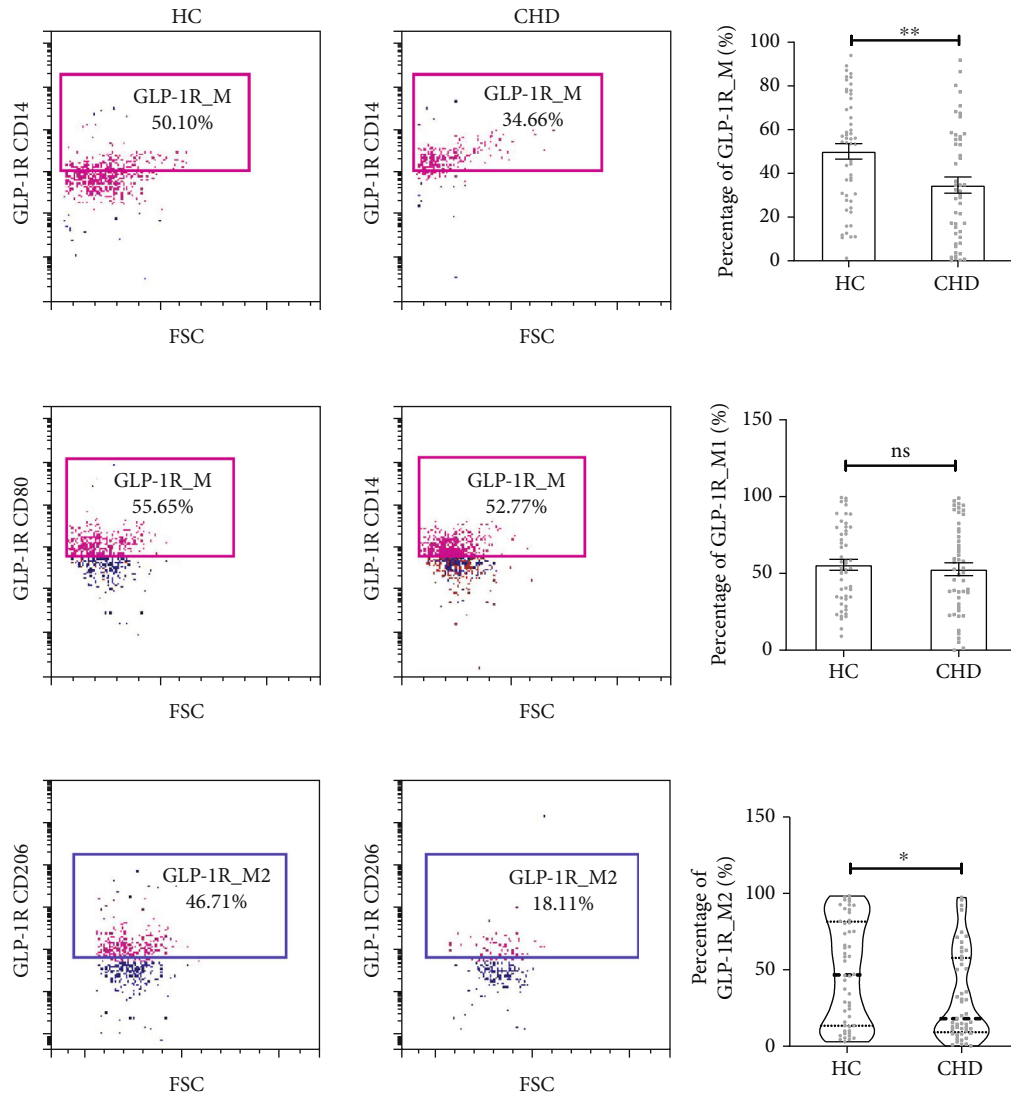 HC
CHD
GLP-1R CD14
GLP-1R_M
50.10%
FSC
GLP-1R CD14
GLP-1R_M
34.66%
FSC
Percentage of GLP-1R_M (%)
100
80
60
40
20
0
**
HC
CHD
GLP-1R CD80
GLP-1R_M
55.65%
FSC
GLP-1R CD14
GLP-1R_M
52.77%
FSC
Percentage of GLP-1R_M1 (%)
150
100
50
0
ns
HC
CHD
GLP-1R CD206
GLP-1R_M2
46.71%
FSC
GLP-1R CD206
GLP-1R_M2
18.11%
FSC
Percentage of
GLP-1R_M2 (%)
150
100
50
0
*
HC
CHD